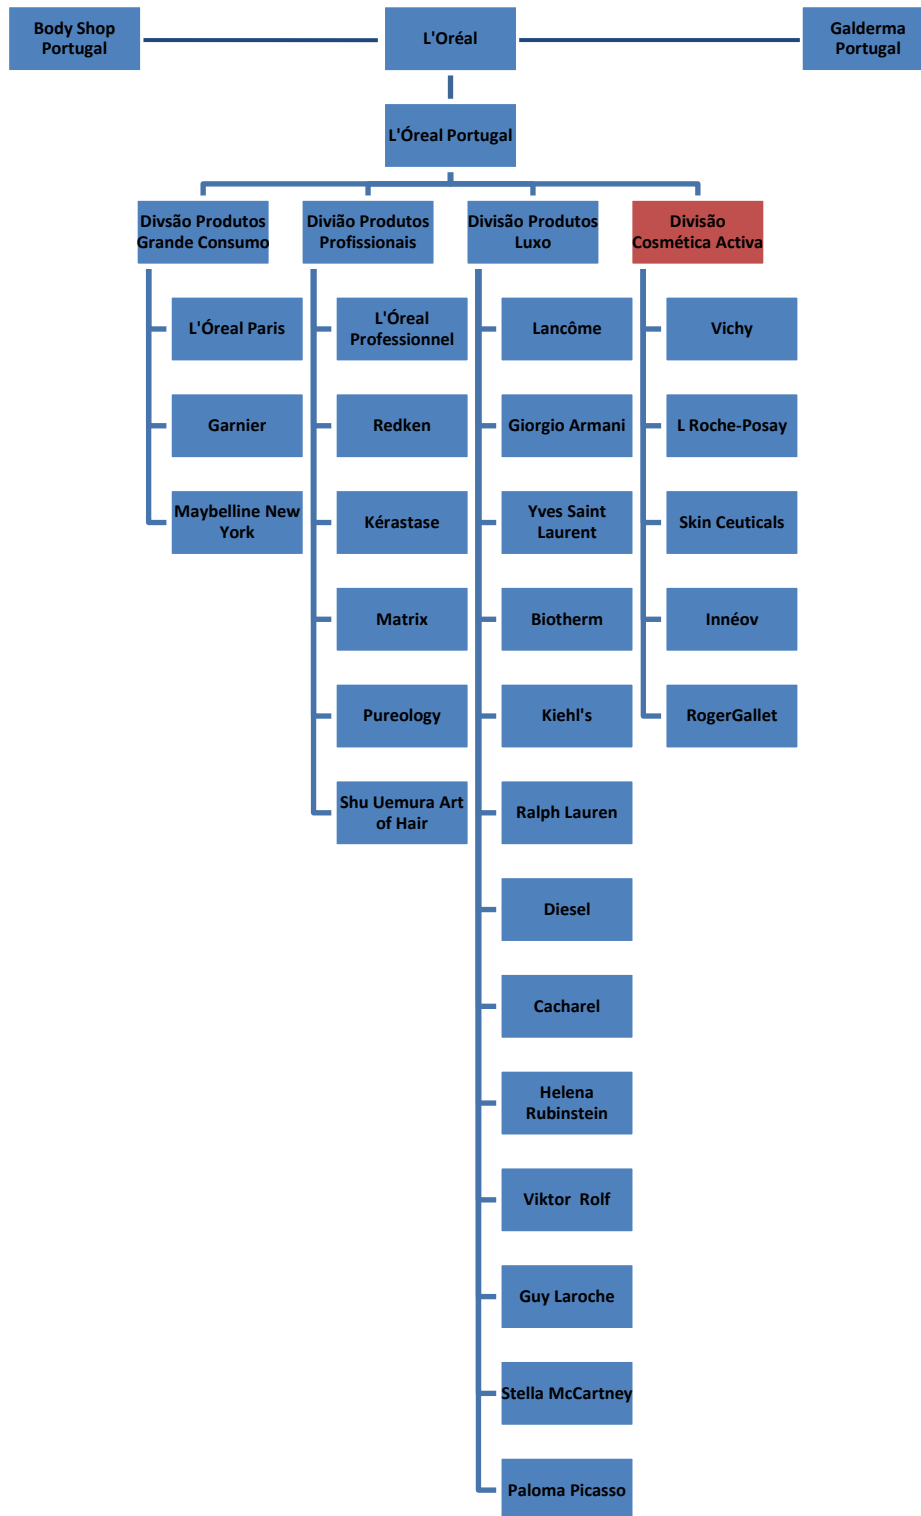 Body Shop
Portugal
L'Oréal
Galderma
Portugal
L'Óreal Portugal
Divsão Produtos
Grande Consumo
Divião Produtos
Profissionais
Divisão Produtos
Luxo
Divisão
Cosmética Activa
L'Óreal Paris
Garnier
Maybelline New
York
L'Óreal
Professionnel
Redken
Kérastase
Matrix
Pureology
Shu Uemura Art
of Hair
Lancôme
Giorgio Armani
Yves Saint
Laurent
Biotherm
Kiehl's
Ralph Lauren
Diesel
Cacharel
Helena
Rubinstein
Viktor  Rolf
Guy Laroche
Stella McCartney
Paloma Picasso
Vichy
L Roche-Posay
Skin Ceuticals
Innéov
RogerGallet